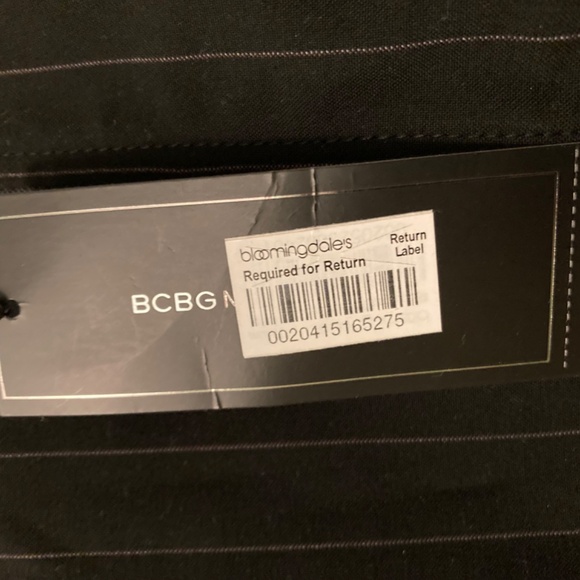 BCBG
bloomingdale's
Return
Label
Required for Return
0020415165275